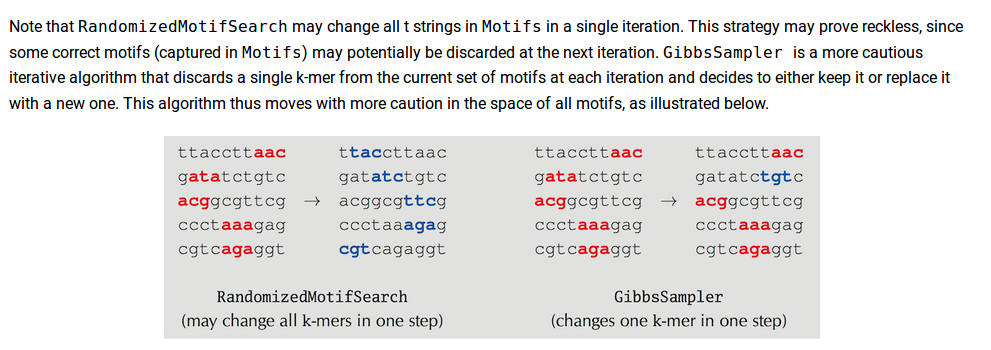 Note that RandomizedMotifSearch may change all t strings in Motifs in a single iteration. This strategy may prove reckless, since
some correct motifs (captured in Motifs) may potentially be discarded at the next iteration. GibbsSampler is a more cautious
iterative algorithm that discards a single k-mer from the current set of motifs at each iteration and decides to either keep it or replace it
with a new one. This algorithm thus moves with more caution in the space of all motifs, as illustrated below.
ttaccttaac ttaccttaac ttaccttaac ttaccttaac
gatatctgtc gatatctgtc gatatctgtc gatatctgtc
acggcgttcg → acggcgttcg acggcgttcg → acggcgttcg
ccctaaagag ccctaaagag ccctaaagag ccctaaagag
cgtcagaggt cgtcagaggt cgtcagaggt cgtcagaggt
RandomizedMotifSearch GibbsSampler
(may change all k-mers in one step) (changes one k-mer in one step)